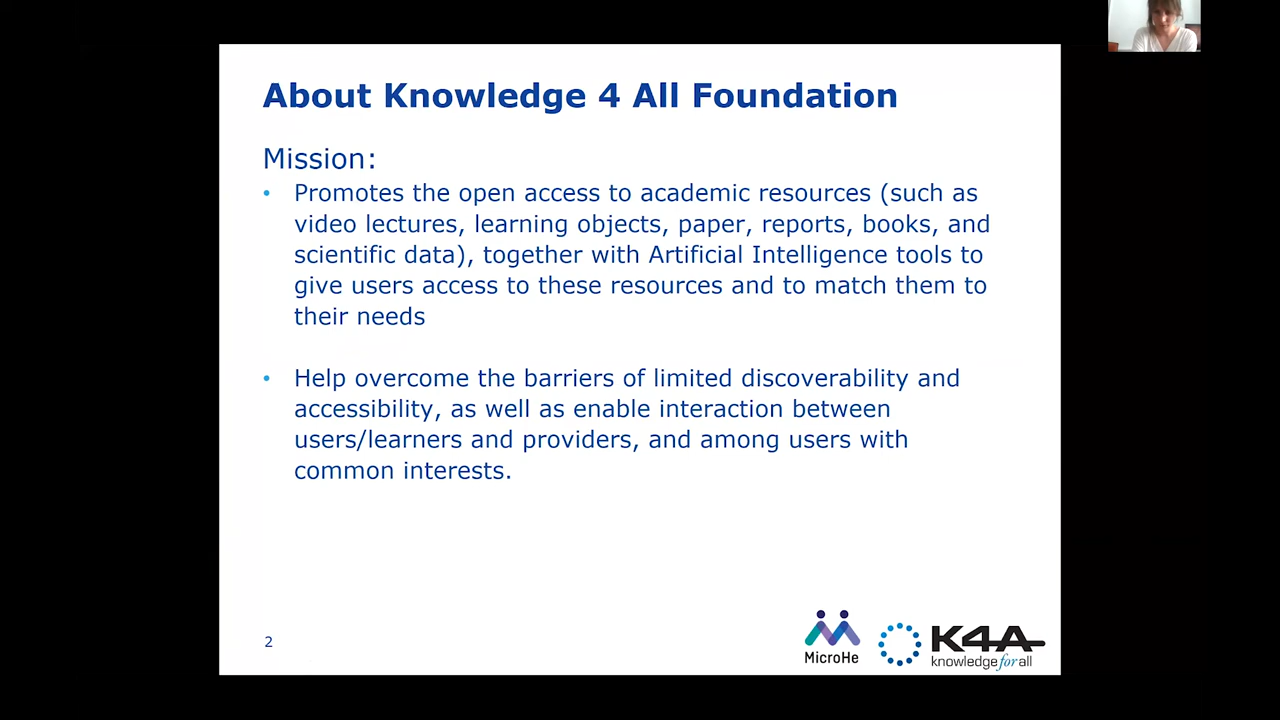 About Knowledge 4 All Foundation
Mission:
• Promotes the open access to academic resources (such as
video lectures, learning objects, paper, reports, books, and
scientific data), together with Artificial Intelligence tools to
give users access to these resources and to match them to
their needs
• Help overcome the barriers of limited discoverability and
accessibility, as well as enable interaction between
users/learners and providers, and among users with
common interests.
2
MicroHe
K4A
knowledge for all